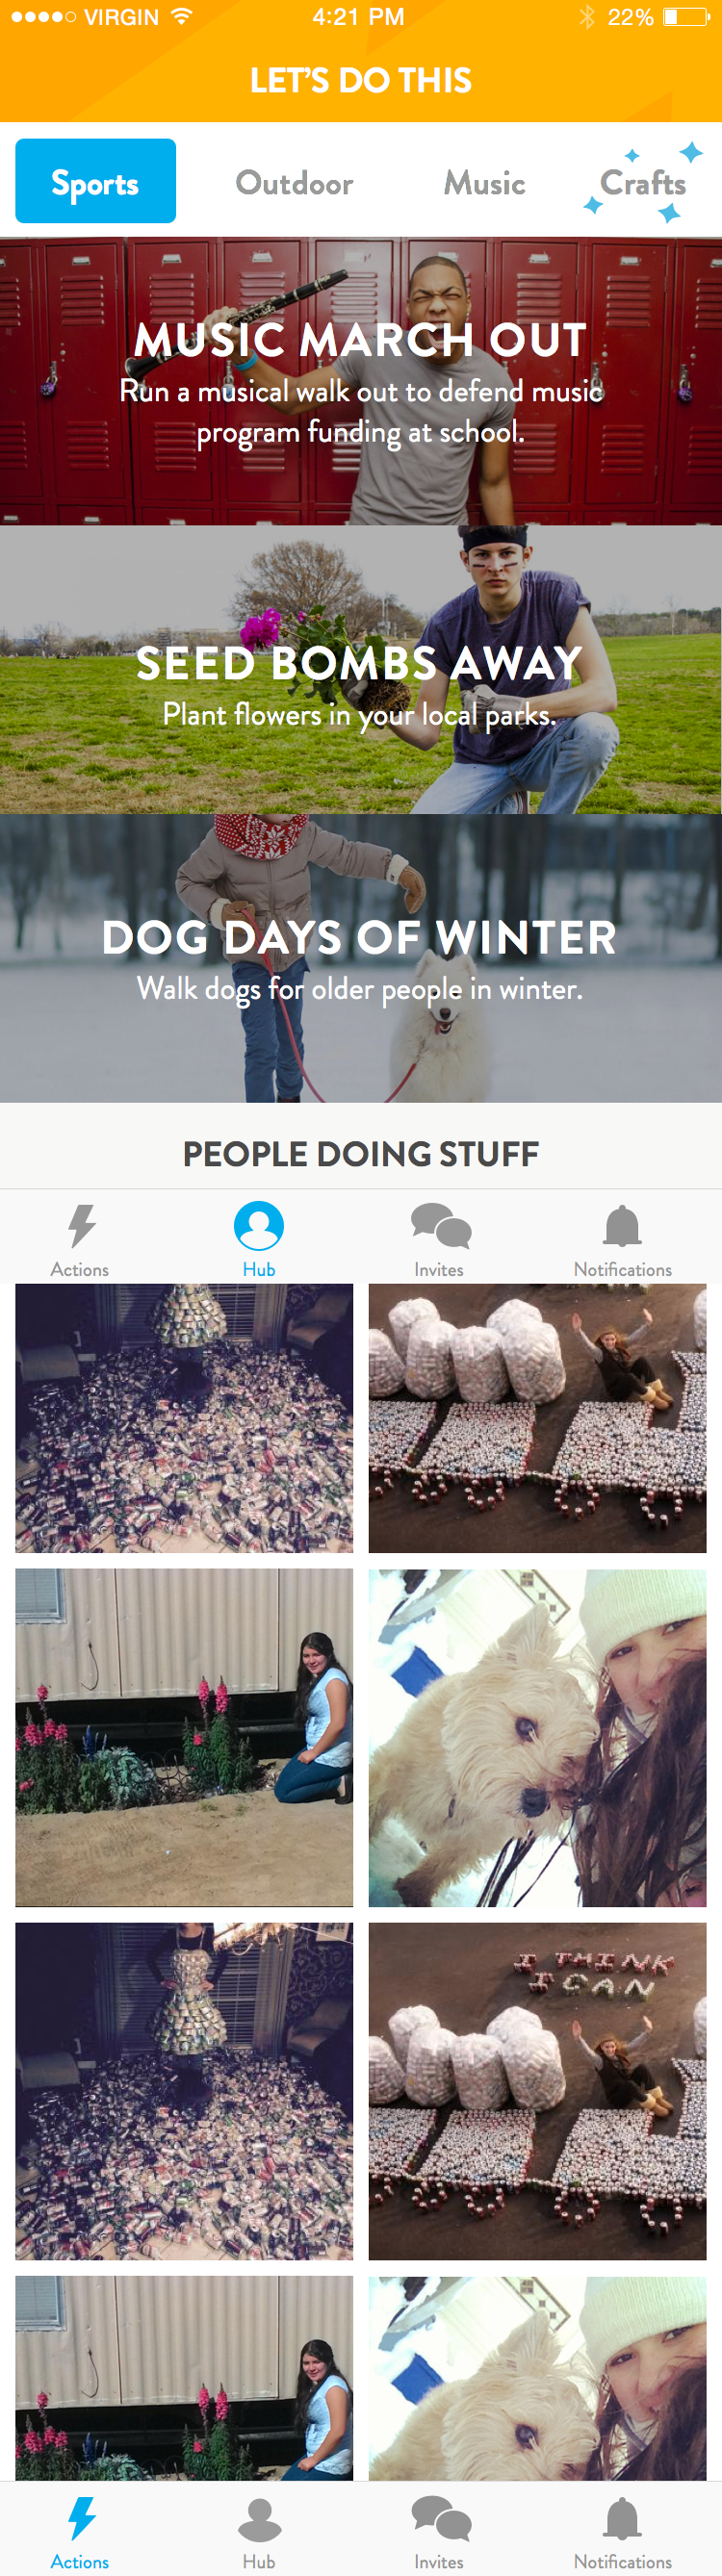 VIRGIN 4:21 PM 22%
LET'S DO THIS
Sports Outdoor Music Crafts
MUSIC MARCH OUT
Run a musical walk out to defend music
program funding at school.
SEED BOMBS AWAY
Plant flowers in your local parks.
DOG DAYS OF WINTER
Walk dogs for older people in winter.
PEOPLE DOING STUFF
Actions Hub Invites Notifications
I THINK
I CAN
Actions Hub Invites Notifications